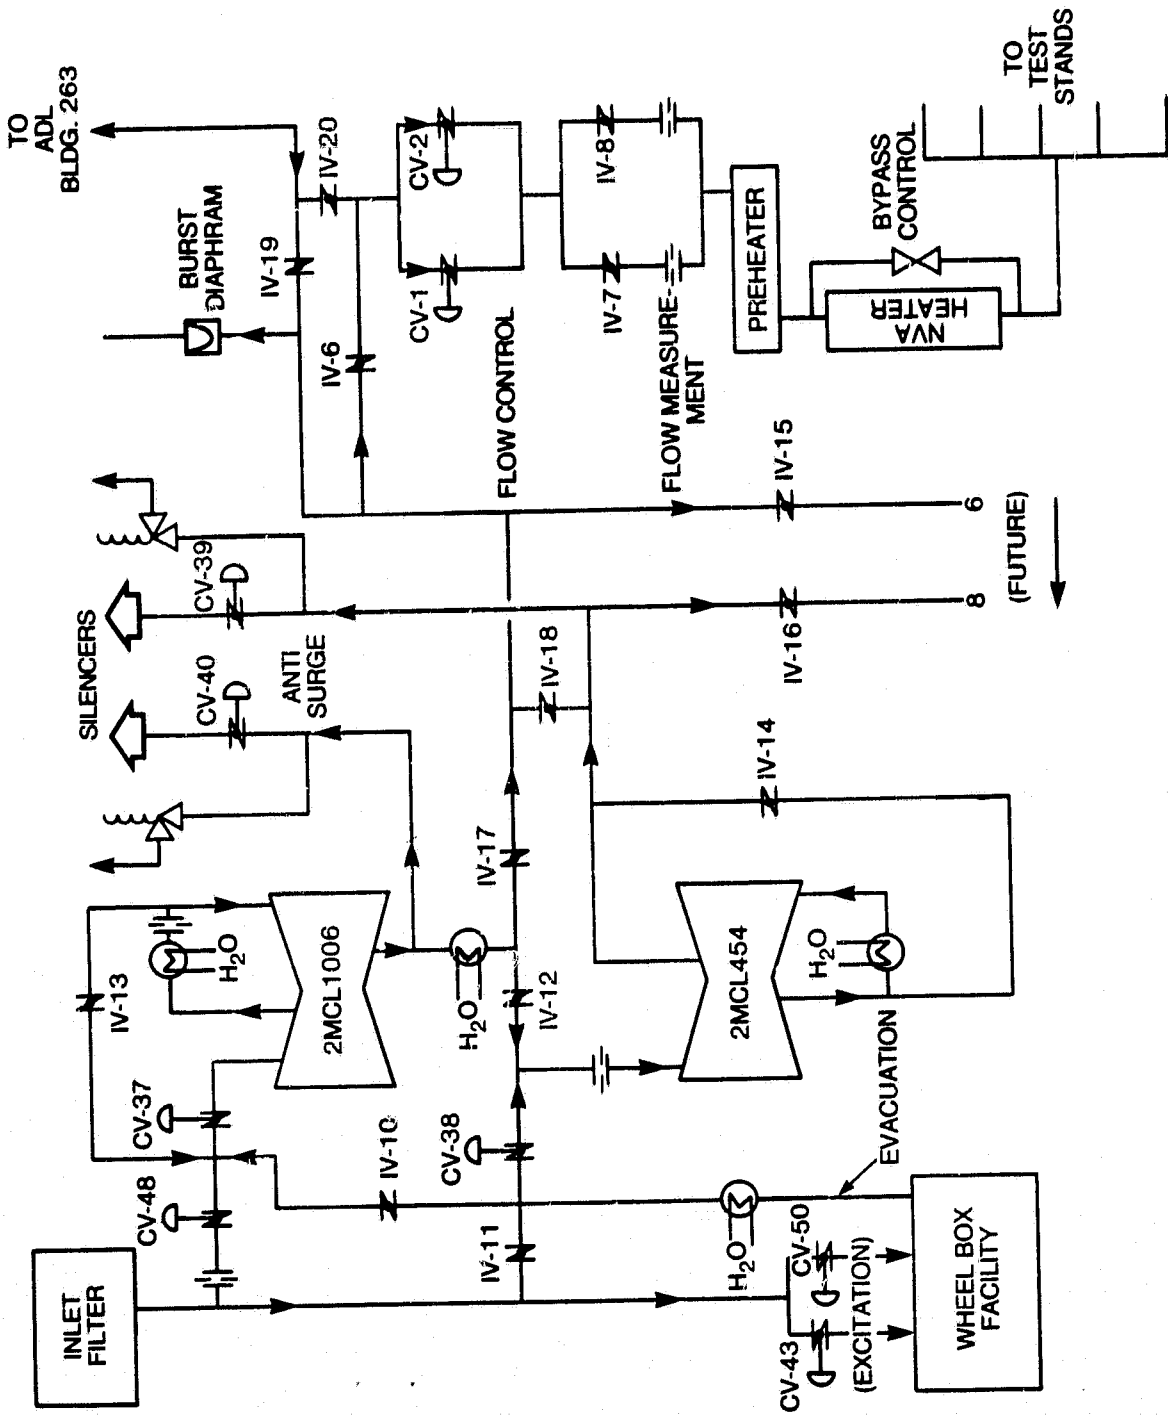 INLET
FILTER
CV-48
CV-37
IV-13
H₂O
2MCL1006
SILENCERS
CV-40
CV-39
ANTI
SURGE
BURST
DIAPHRAM
TO
ADL
BLDG. 263
IV-19
IV-20
IV-6
CV-1
CV-2
IV-10
IV-11
CV-38
H₂O
IV-12
IV-17
IV-18
FLOW CONTROL
IV-7
IV-8
FLOW MEASURE-
MENT
PREHEATER
H₂O
CV-43
CV-50
(EXCITATION)
EVACUATION
WHEEL BOX
FACILITY
2MCL454
H₂O
IV-14
IV-16
IV-15
8
6
(FUTURE)
NVA
HEATER
BYPASS
CONTROL
TO
TEST
STANDS